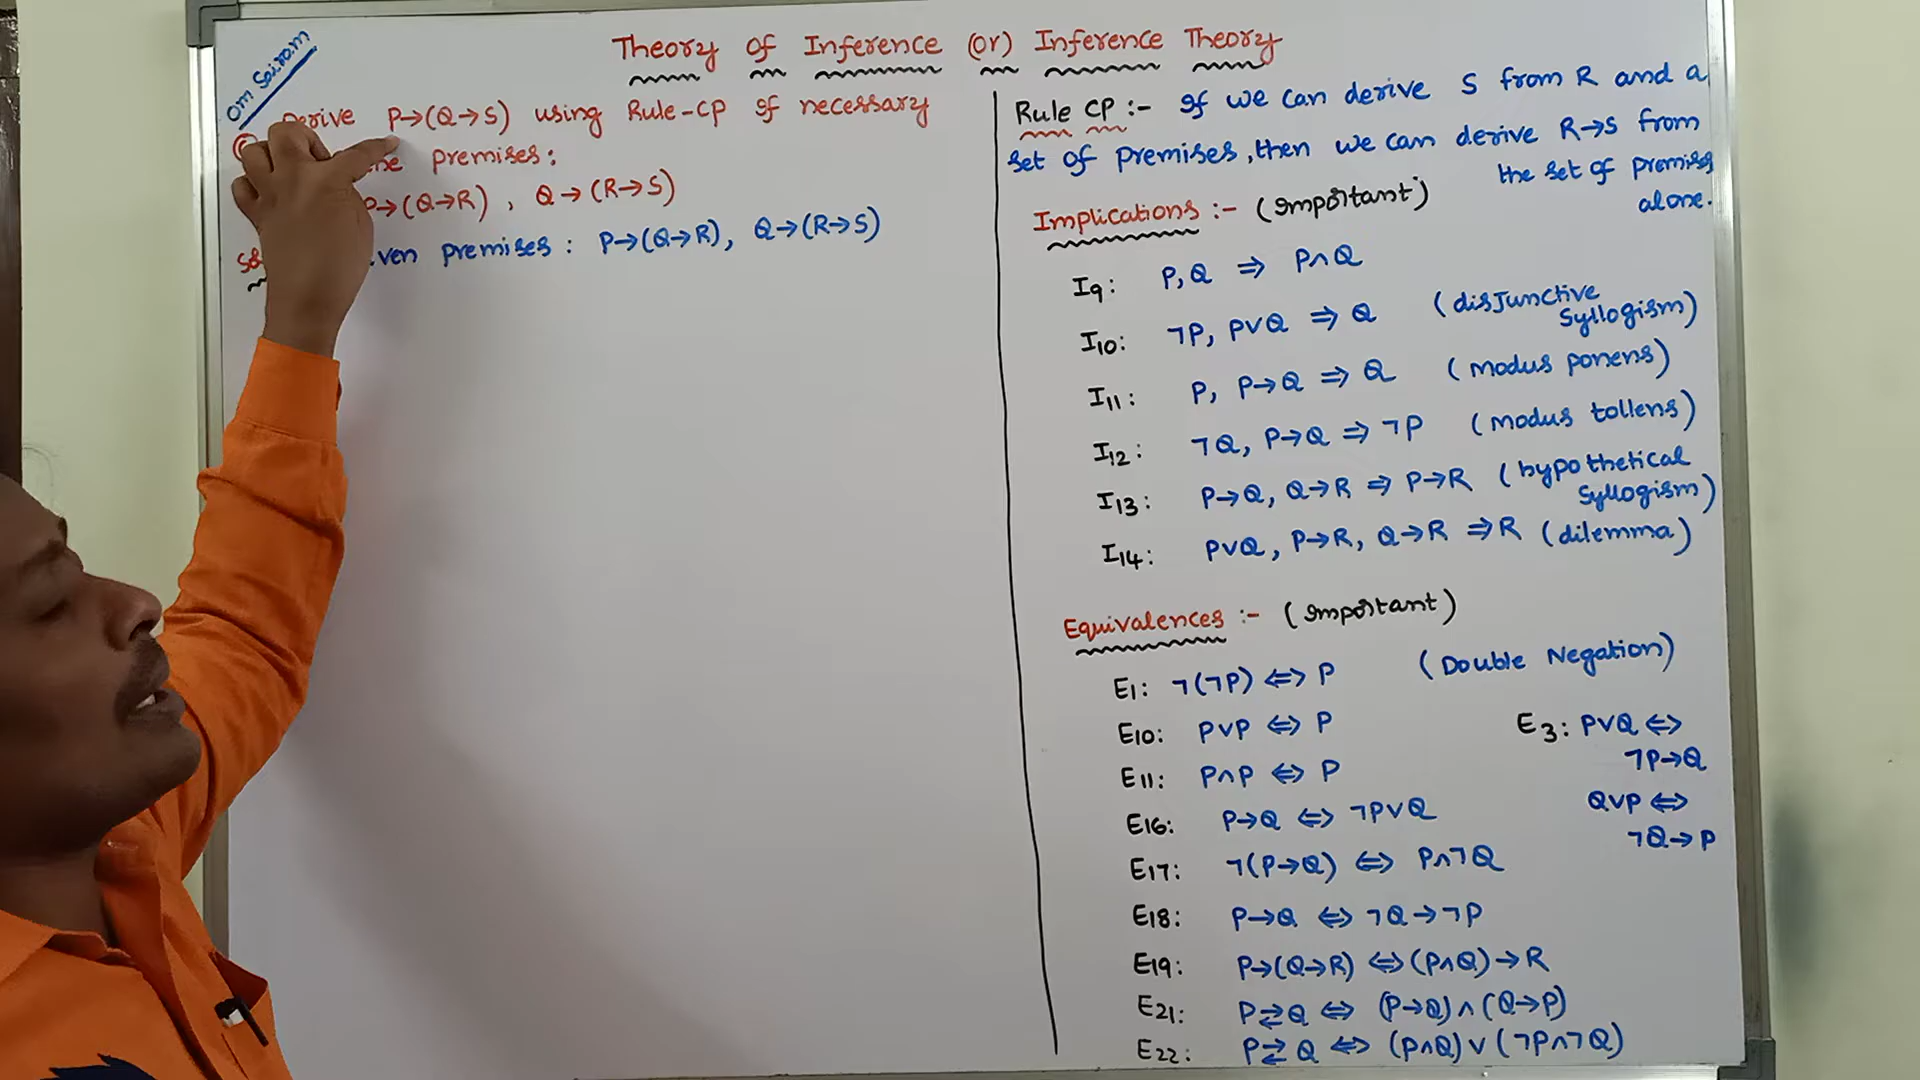 Om Sairam
Theory of Inference (or) Inference Theory
Derive P→(Q→S) using Rule-CP if necessary
the premises:
P→(Q→R), Q→(R→S)
ven premises: P→(Q→R), Q→(R→S)
Rule CP :- If we can derive S from R and a
set of premises, then we can derive R→S from
the set of premises
alone.
Implications :- (Important)
I9: P, Q ⇒ P∧Q
I10: ¬P, P∨Q ⇒ Q (disjunctive
syllogism)
I11: P, P→Q ⇒ Q (modus ponens)
I12: ¬Q, P→Q ⇒ ¬P (modus tollens)
I13: P→Q, Q→R ⇒ P→R (hypothetical
syllogism)
I14: P∨Q, P→R, Q→R ⇒ R (dilemma)
Equivalences :- (Important)
E1: ¬(¬P) ⇔ P (Double Negation)
E10: P∨P ⇔ P
E11: P∧P ⇔ P
E16: P→Q ⇔ ¬P∨Q
E17: ¬(P→Q) ⇔ P∧¬Q
E18: P→Q ⇔ ¬Q→¬P
E19: P→(Q→R) ⇔ (P∧Q)→R
E21: P⇄Q ⇔ (P→Q)∧(Q→P)
E22: P⇄Q ⇔ (P∧Q)∨(¬P∧¬Q)
E3: P∨Q ⇔
¬P→Q
Q∨P ⇔
¬Q→P